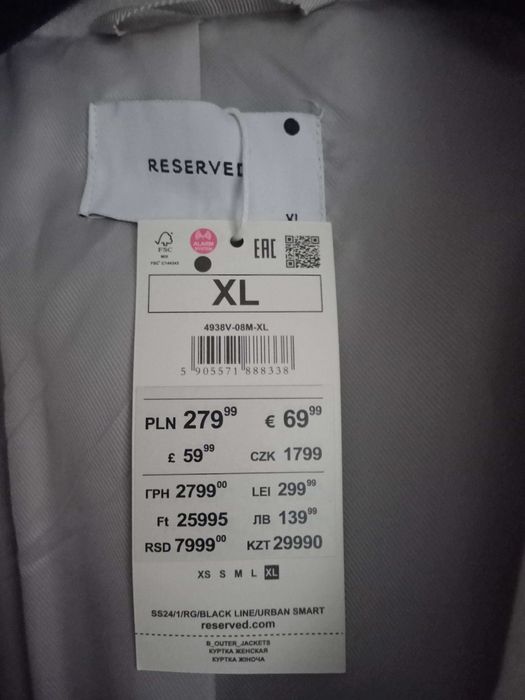 RESERVED
XL
FSC
MIX
ALARM
SYSTEM
EAC
XL
4938V-08M-XL
5 905571 888338
PLN 279⁹⁹ € 69⁹⁹
£ 59⁹⁹ CZK 1799
ГРН 2799⁰⁰ LEI 299⁹⁹
Ft 25995 ЛВ 139⁹⁹
RSD 7999⁰⁰ KZT 29990
XS S M L XL
SS24/1/RG/BLACK LINE/URBAN SMART
reserved.com
B_OUTER_JACKETS
КУРТКА ЖЕНСКАЯ
КУРТКА ЖІНОЧА